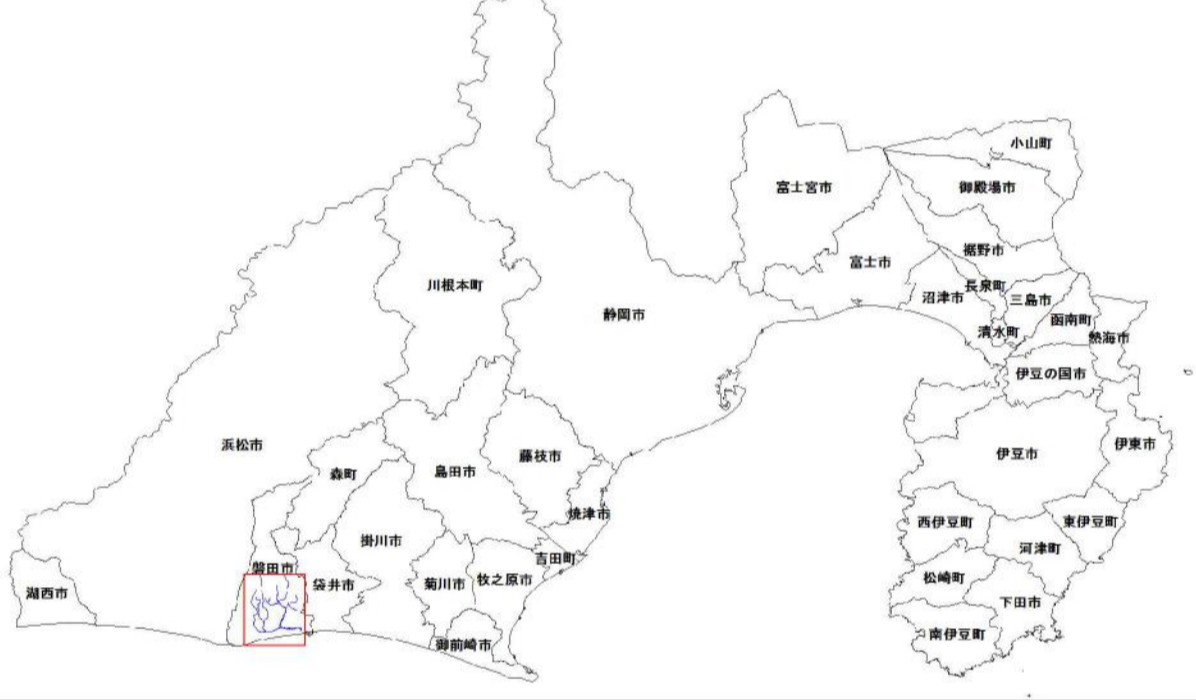 小山町
富士宮市
御殿場市
裾野市
富士市
川根本町
長泉町
沼津市
三島市
静岡市
函南町
清水町
熱海市
伊豆の国市
浜松市
伊東市
伊豆市
藤枝市
島田市
森町
焼津市
西伊豆町
東伊豆町
掛川市
河津町
吉田町
磐田市
袋井市
菊川市
牧之原市
松崎町
湖西市
下田市
南伊豆町
御前崎市